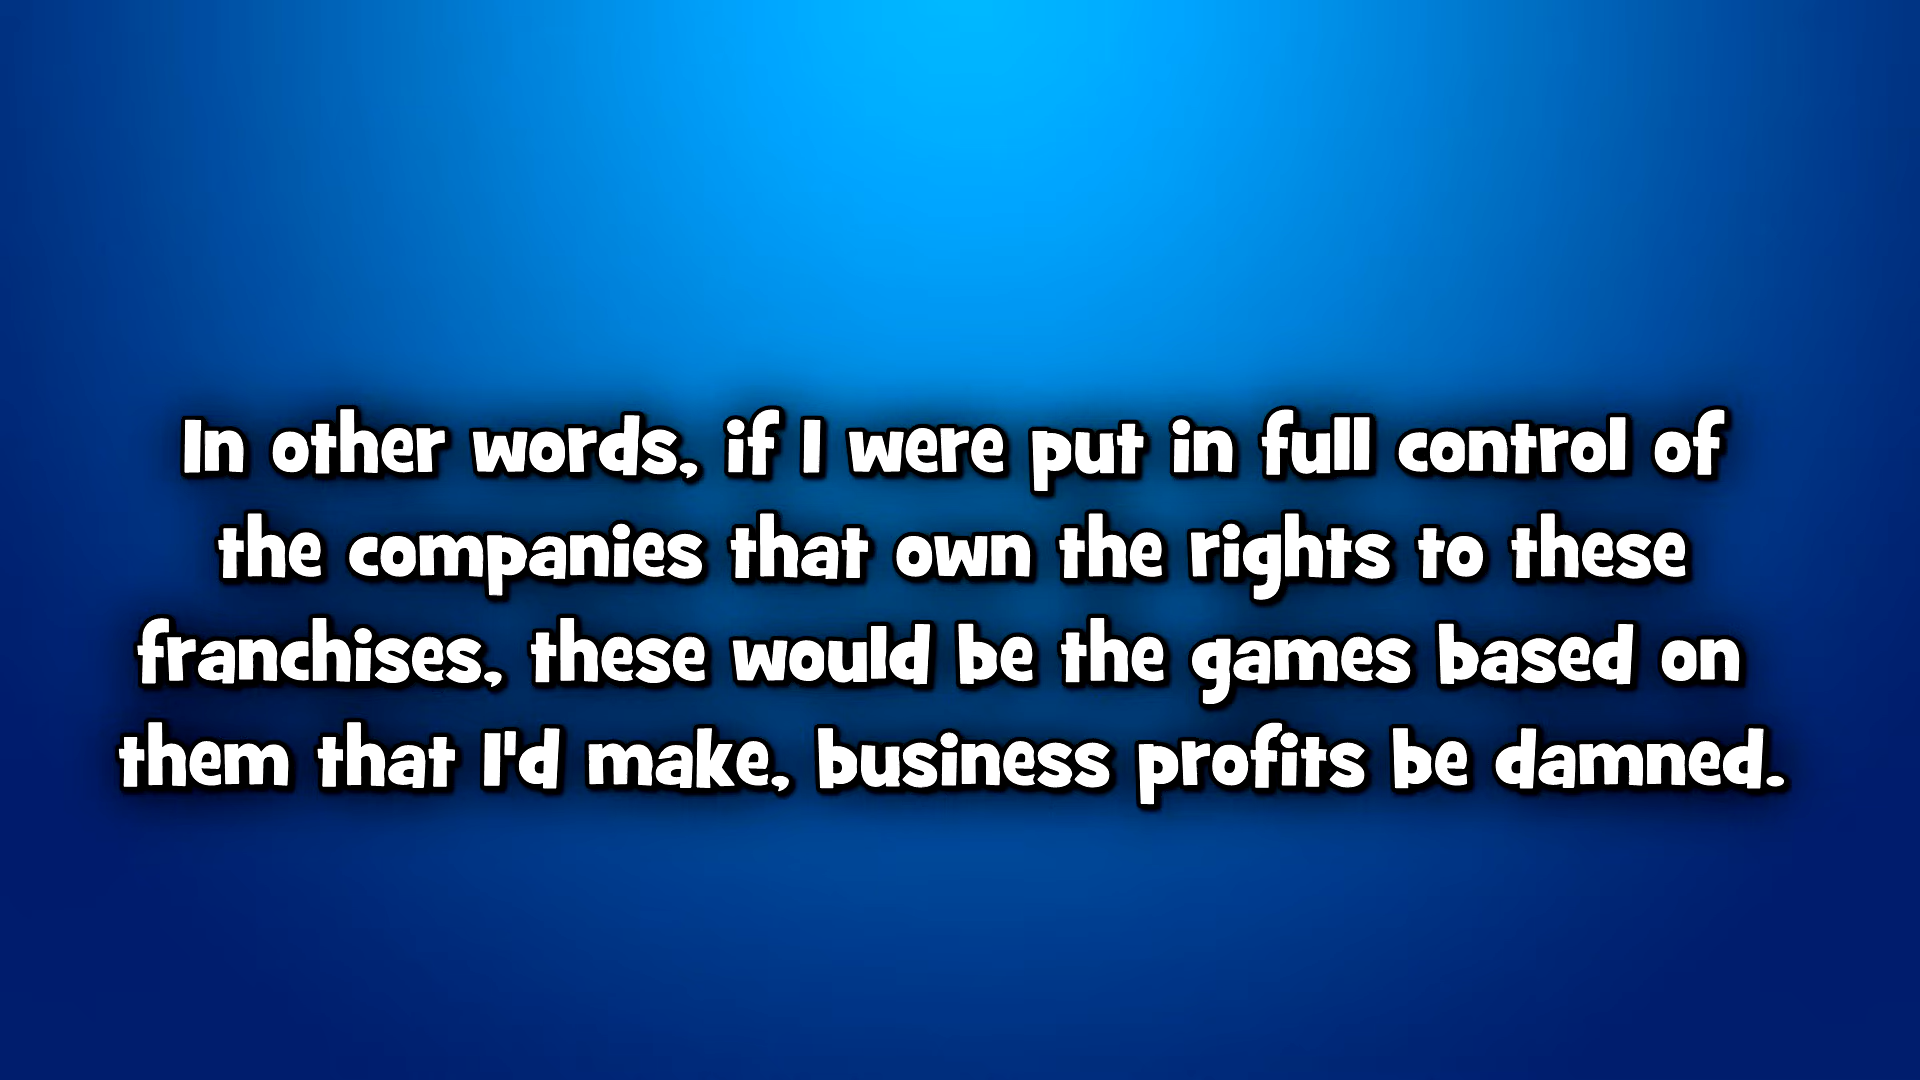 In other words, if I were put in full control of
the companies that own the rights to these
franchises, these would be the games based on
them that I'd make, business profits be damned.